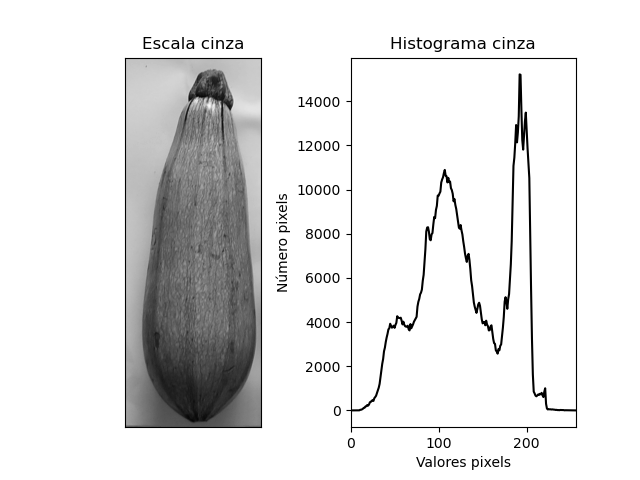 Escala cinza
Histograma cinza
Número pixels
14000
12000
10000
8000
6000
4000
2000
0
0 100 200
Valores pixels